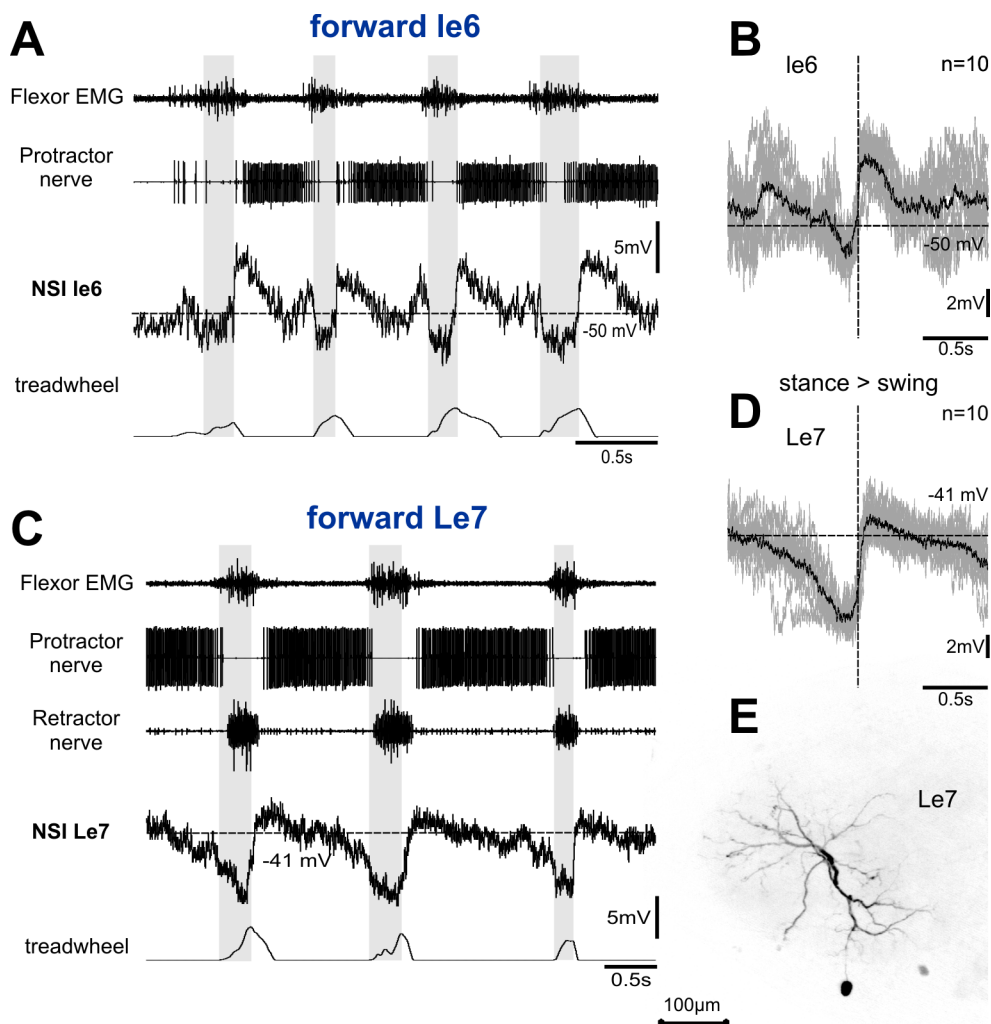 A
forward Ie6
Flexor EMG
Protractor
nerve
5mV
NSI Ie6
-50 mV
treadwheel
0.5s
B
Ie6
n=10
-50 mV
2mV
0.5s
stance > swing
D
n=10
Le7
-41 mV
2mV
0.5s
C
forward Le7
Flexor EMG
Protractor
nerve
Retractor
nerve
NSI Le7
-41 mV
5mV
treadwheel
0.5s
E
Le7
100µm